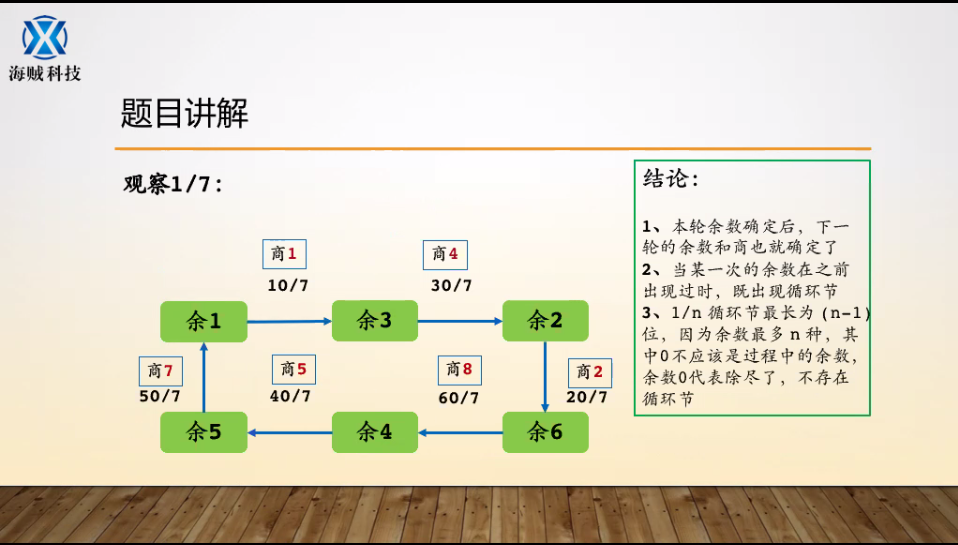 海贼科技
题目讲解
观察1/7:
商1
商4
10/7
30/7
余1
余3
余2
商7
商5
商8
商2
50/7
40/7
60/7
20/7
余5
余4
余6
结论:
1、本轮余数确定后，下一
轮的余数和商也就确定了
2、当某一次的余数在之前
出现过时，既出现循环节
3、1/n 循环节最长为 (n-1)
位，因为余数最多 n 种，其
中0不应该是过程中的余数，
余数0代表除尽了，不存在
循环节